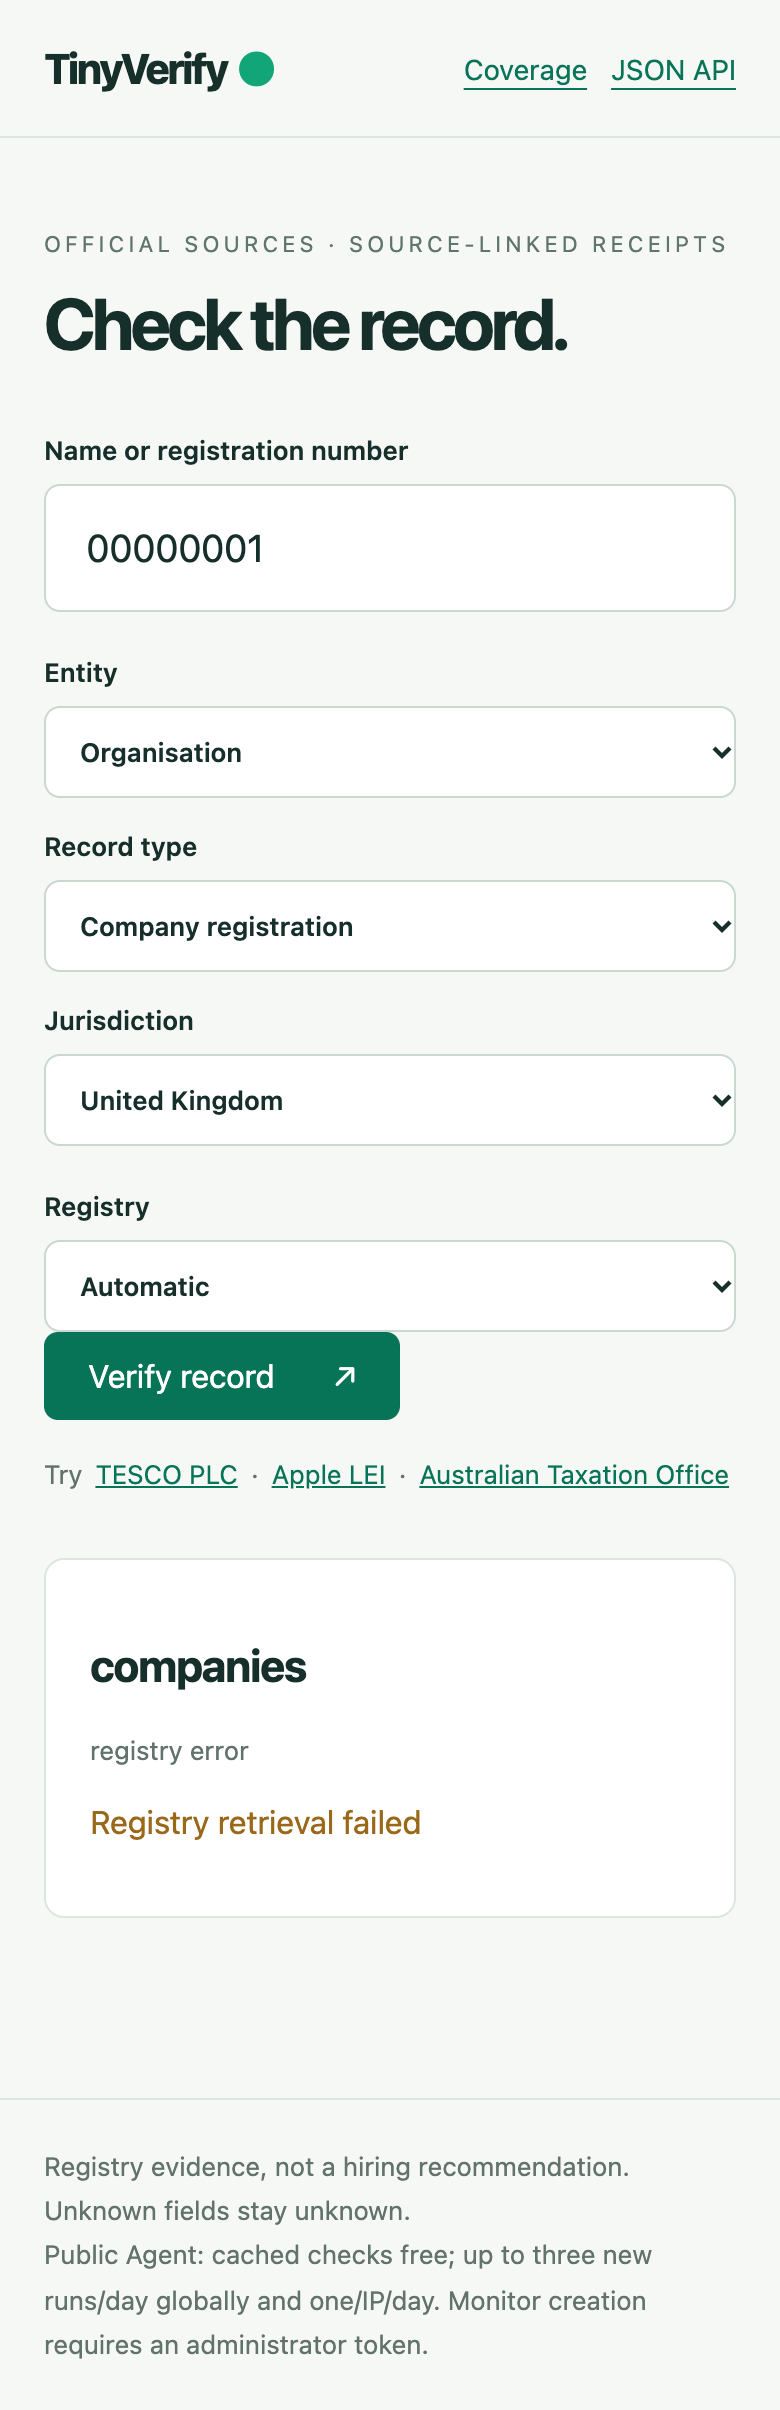 TinyVerify
Coverage JSON API
OFFICIAL SOURCES · SOURCE-LINKED RECEIPTS
Check the record.
Name or registration number
00000001
Entity
Organisation
Record type
Company registration
Jurisdiction
United Kingdom
Registry
Automatic
Verify record ↗
Try TESCO PLC · Apple LEI · Australian Taxation Office
companies
registry error
Registry retrieval failed
Registry evidence, not a hiring recommendation.
Unknown fields stay unknown.
Public Agent: cached checks free; up to three new
runs/day globally and one/IP/day. Monitor creation
requires an administrator token.